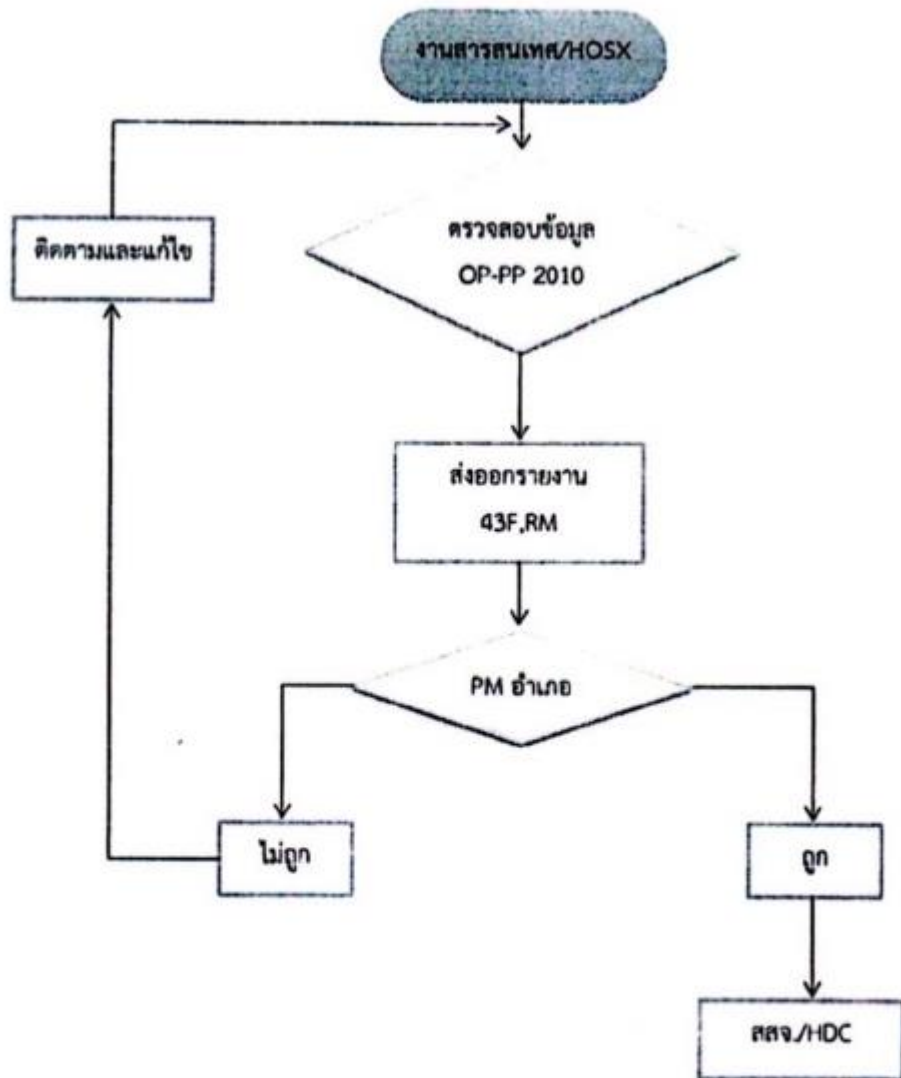 งานสารสนเทศ/HOSX
ตรวจสอบข้อมูล
OP-PP 2010
ติดตามและแก้ไข
ส่งออกรายงาน
43F,RM
PM อำเภอ
ไม่ถูก
ถูก
สสจ./HDC